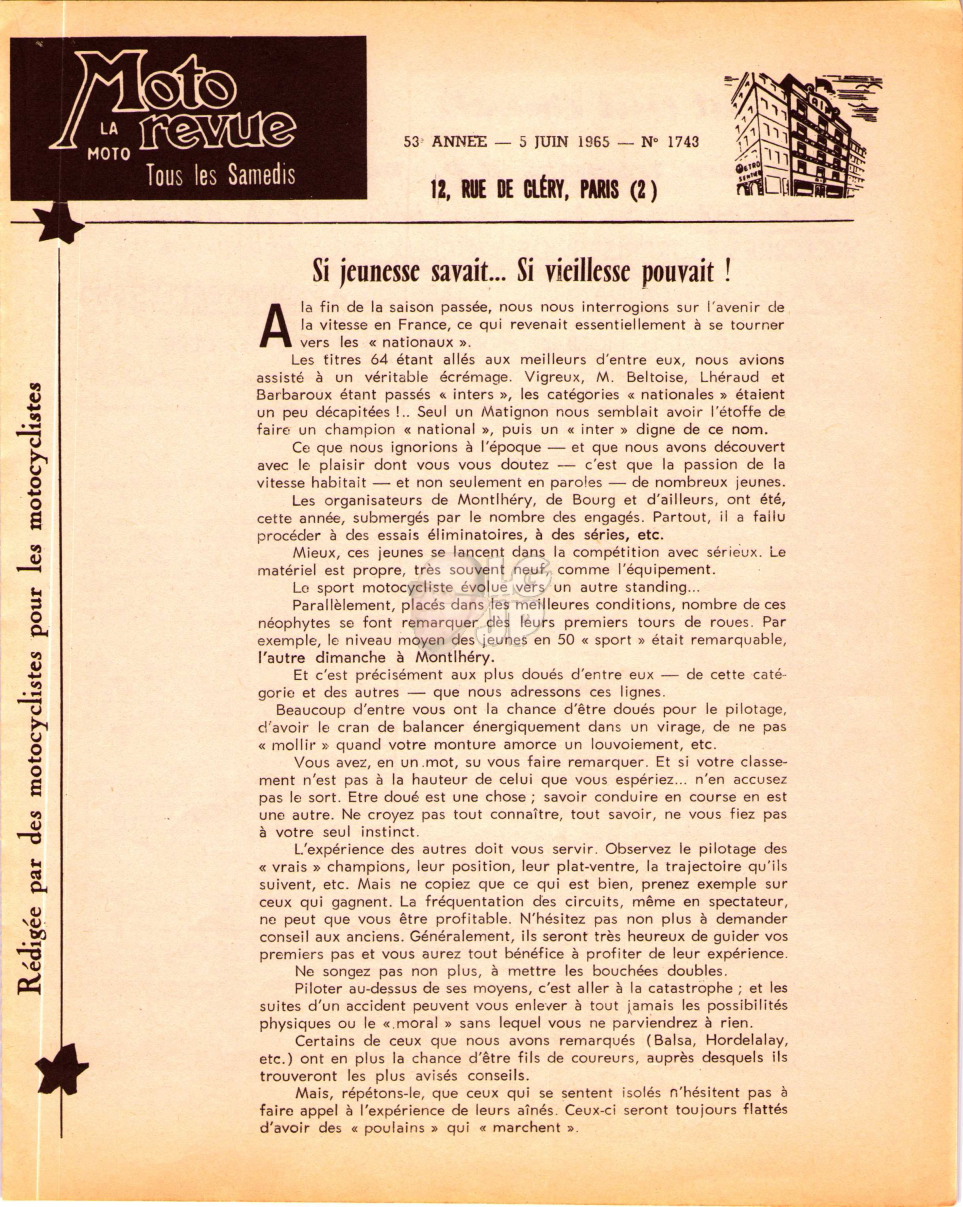 Moto
revue
LA
MOTO
Tous les Samedis
53e ANNEE — 5 JUIN 1965 — No 1743
12, RUE DE CLÉRY, PARIS (2)
METRO
SENTIER
Rédigée par des motocyclistes pour les motocyclistes
Si jeunesse savait... Si vieillesse pouvait !
A la fin de la saison passée, nous nous interrogions sur l'avenir de
la vitesse en France, ce qui revenait essentiellement à se tourner
vers les « nationaux ».
Les titres 64 étant allés aux meilleurs d'entre eux, nous avions
assisté à un véritable écrémage. Vigreux, M. Beltoise, Lhéraud et
Barbaroux étant passés « inters », les catégories « nationales » étaient
un peu décapitées !.. Seul un Matignon nous semblait avoir l'étoffe de
faire un champion « national », puis un « inter » digne de ce nom.
Ce que nous ignorions à l'époque — et que nous avons découvert
avec le plaisir dont vous vous doutez — c'est que la passion de la
vitesse habitait — et non seulement en paroles — de nombreux jeunes.
Les organisateurs de Montlhéry, de Bourg et d'ailleurs, ont été,
cette année, submergés par le nombre des engagés. Partout, il a fallu
procéder à des essais éliminatoires, à des séries, etc.
Mieux, ces jeunes se lancent dans la compétition avec sérieux. Le
matériel est propre, très souvent neuf, comme l'équipement.
Le sport motocycliste évolue vers un autre standing...
Parallèlement, placés dans les meilleures conditions, nombre de ces
néophytes se font remarquer dès leurs premiers tours de roues. Par
exemple, le niveau moyen des jeunes en 50 « sport » était remarquable,
l'autre dimanche à Montlhéry.
Et c'est précisément aux plus doués d'entre eux — de cette caté-
gorie et des autres — que nous adressons ces lignes.
Beaucoup d'entre vous ont la chance d'être doués pour le pilotage,
d'avoir le cran de balancer énergiquement dans un virage, de ne pas
« mollir » quand votre monture amorce un louvoiement, etc.
Vous avez, en un mot, su vous faire remarquer. Et si votre classe-
ment n'est pas à la hauteur de celui que vous espériez... n'en accusez
pas le sort. Etre doué est une chose ; savoir conduire en course en est
une autre. Ne croyez pas tout connaître, tout savoir, ne vous fiez pas
à votre seul instinct.
L'expérience des autres doit vous servir. Observez le pilotage des
« vrais » champions, leur position, leur plat-ventre, la trajectoire qu'ils
suivent, etc. Mais ne copiez que ce qui est bien, prenez exemple sur
ceux qui gagnent. La fréquentation des circuits, même en spectateur,
ne peut que vous être profitable. N'hésitez pas non plus à demander
conseil aux anciens. Généralement, ils seront très heureux de guider vos
premiers pas et vous aurez tout bénéfice à profiter de leur expérience.
Ne songez pas non plus, à mettre les bouchées doubles.
Piloter au-dessus de ses moyens, c'est aller à la catastrophe ; et les
suites d'un accident peuvent vous enlever à tout jamais les possibilités
physiques ou le « moral » sans lequel vous ne parviendrez à rien.
Certains de ceux que nous avons remarqués (Balsa, Hordelalay,
etc.) ont en plus la chance d'être fils de coureurs, auprès desquels ils
trouveront les plus avisés conseils.
Mais, répétons-le, que ceux qui se sentent isolés n'hésitent pas à
faire appel à l'expérience de leurs aînés. Ceux-ci seront toujours flattés
d'avoir des « poulains » qui « marchent ».